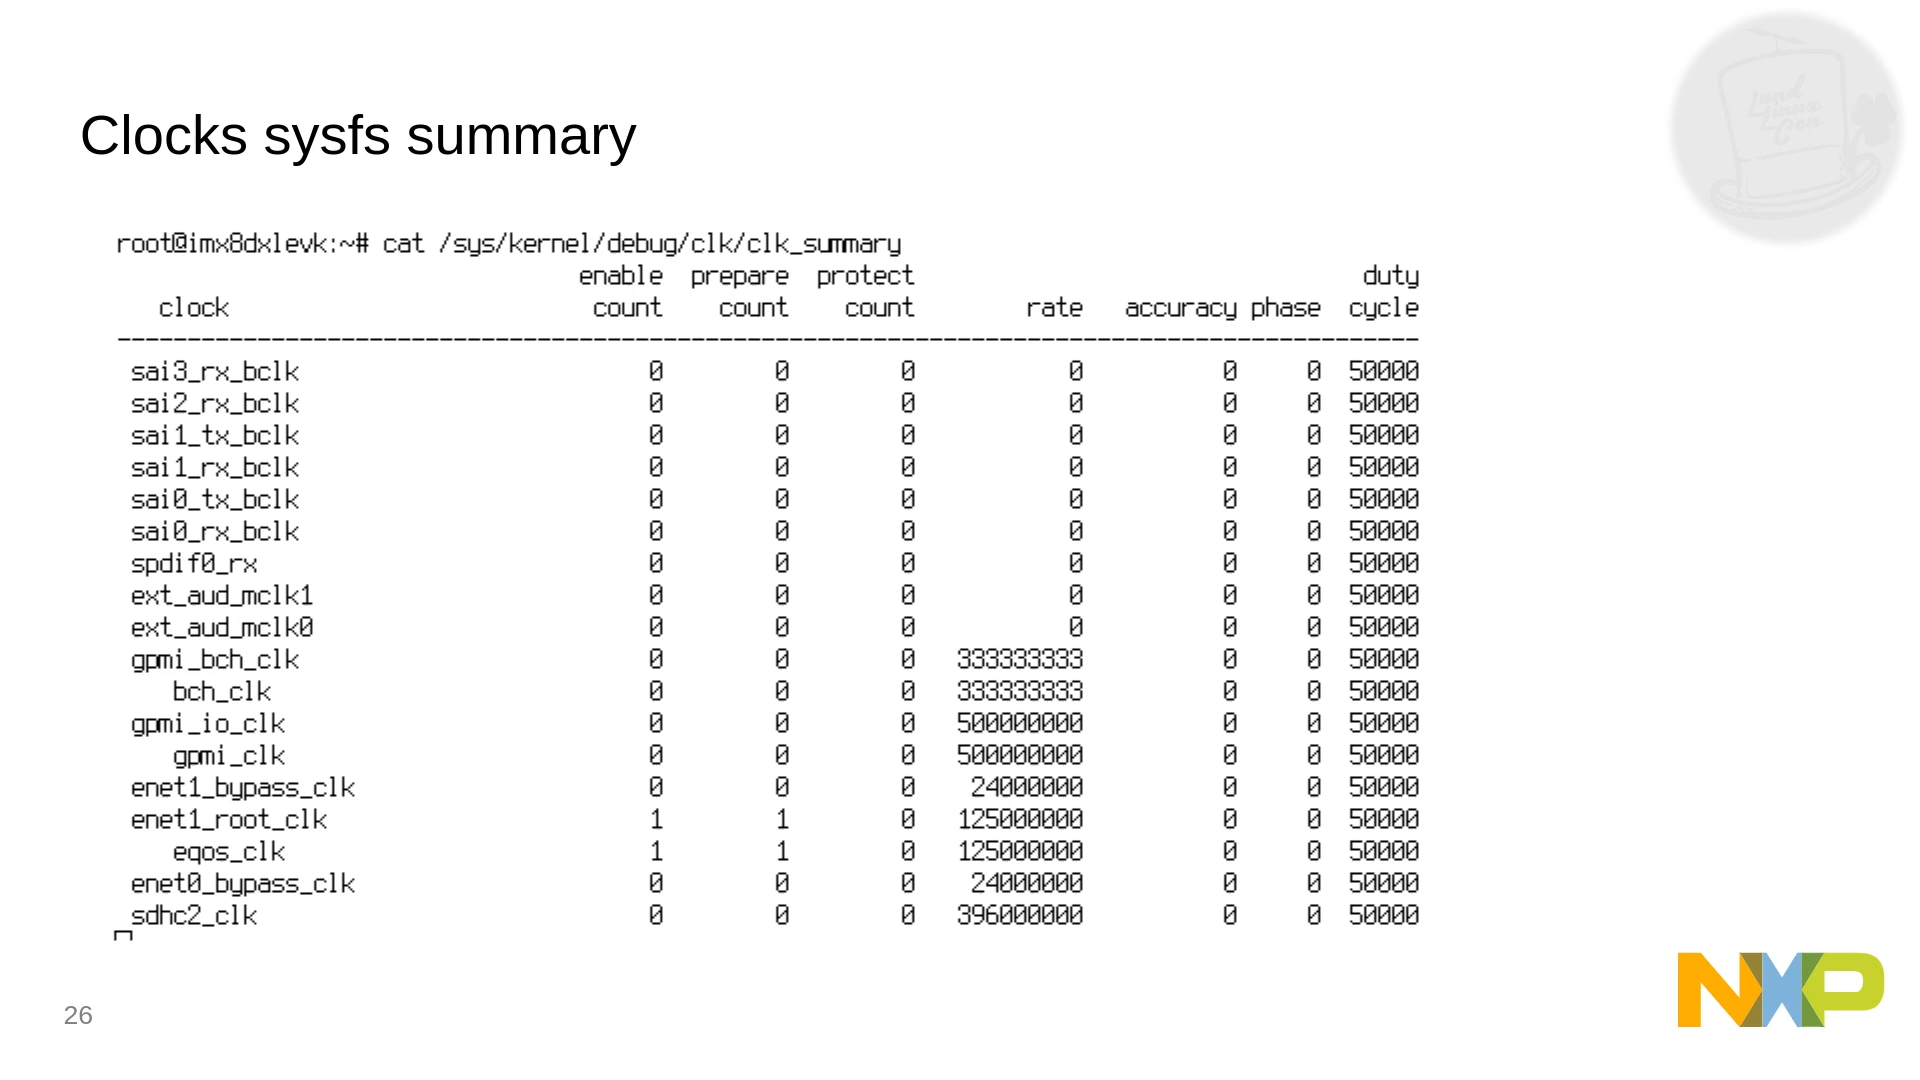 Lund
Linux
Con
Clocks sysfs summary
root@imx8dxlevk:~# cat /sys/kernel/debug/clk/clk_summary
                                 enable  prepare  protect                                duty
   clock                          count    count    count        rate   accuracy phase  cycle
---------------------------------------------------------------------------------------------
 sai3_rx_bclk                         0        0        0           0          0     0  50000
 sai2_rx_bclk                         0        0        0           0          0     0  50000
 sai1_tx_bclk                         0        0        0           0          0     0  50000
 sai1_rx_bclk                         0        0        0           0          0     0  50000
 sai0_tx_bclk                         0        0        0           0          0     0  50000
 sai0_rx_bclk                         0        0        0           0          0     0  50000
 spdif0_rx                            0        0        0           0          0     0  50000
 ext_aud_mclk1                        0        0        0           0          0     0  50000
 ext_aud_mclk0                        0        0        0           0          0     0  50000
 gpmi_bch_clk                         0        0        0   333333333          0     0  50000
    bch_clk                           0        0        0   333333333          0     0  50000
 gpmi_io_clk                          0        0        0   500000000          0     0  50000
    gpmi_clk                          0        0        0   500000000          0     0  50000
 enet1_bypass_clk                     0        0        0    24000000          0     0  50000
 enet1_root_clk                       1        1        0   125000000          0     0  50000
    eqos_clk                          1        1        0   125000000          0     0  50000
 enet0_bypass_clk                     0        0        0    24000000          0     0  50000
 sdhc2_clk                            0        0        0   396000000          0     0  50000
26
NXP